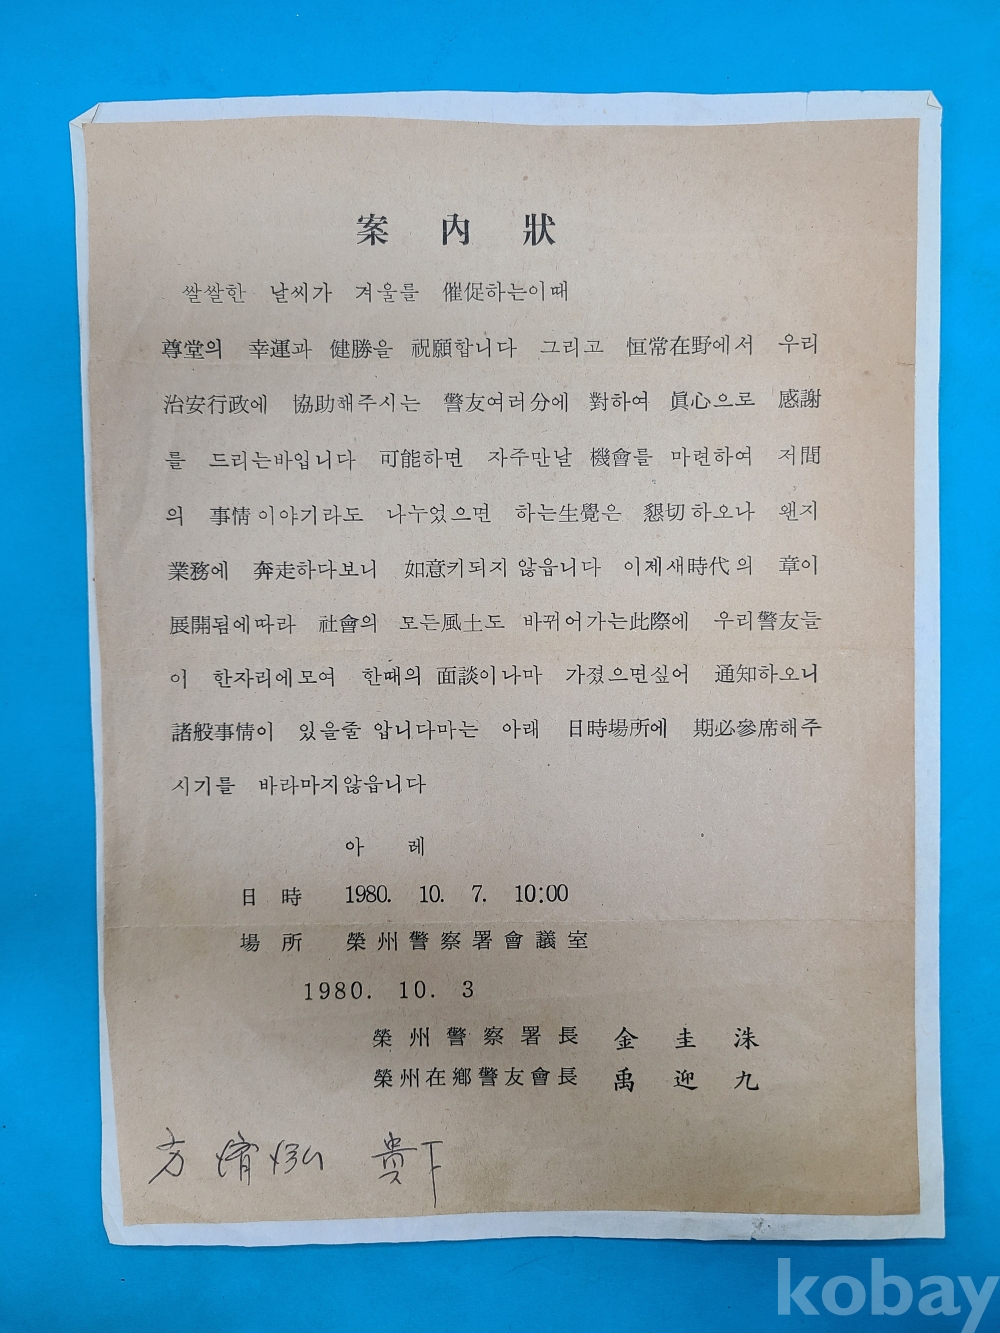 案 內 狀
쌀쌀한 날씨가 겨울를 催促하는이때
尊堂의 幸運과 健勝을 祝願합니다 그리고 恒常在野에서 우리
治安行政에 協助해주시는 警友여러分에 對하여 眞心으로 感謝
를 드리는바입니다 可能하면 자주만날 機會를 마련하여 저間
의 事情이야기라도 나누었으면 하는生覺은 懇切하오나 왠지
業務에 奔走하다보니 如意키되지않읍니다 이제새時代의 章이
展開됨에따라 社會의 모든風土도 바뀌어가는此際에 우리警友들
이 한자리에모여 한때의 面談이나마 가졌으면싶어 通知하오니
諸般事情이 있을줄 압니다마는 아래 日時場所에 期必參席해주
시기를 바라마지않읍니다
아 레
日 時 1980. 10. 7. 10:00
場 所 榮州警察署會議室
1980. 10. 3
榮州警察署長 金圭洙
榮州在鄕警友會長 禹迎九
方 貴下
kobay